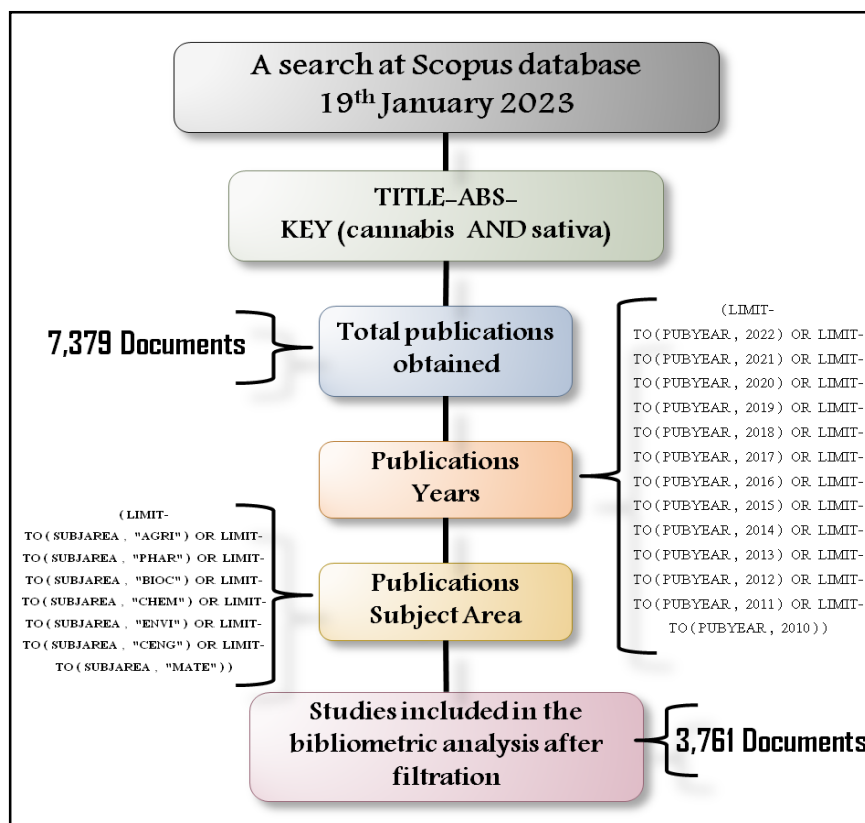 A search at Scopus database
19th January 2023
TITLE-ABS-
KEY (cannabis AND sativa)
7,379 Documents
Total publications
obtained
(LIMIT-
TO(PUBYEAR, 2022) OR LIMIT-
TO(PUBYEAR, 2021) OR LIMIT-
TO(PUBYEAR, 2020) OR LIMIT-
TO(PUBYEAR, 2019) OR LIMIT-
TO(PUBYEAR, 2018) OR LIMIT-
TO(PUBYEAR, 2017) OR LIMIT-
TO(PUBYEAR, 2016) OR LIMIT-
TO(PUBYEAR, 2015) OR LIMIT-
TO(PUBYEAR, 2014) OR LIMIT-
TO(PUBYEAR, 2013) OR LIMIT-
TO(PUBYEAR, 2012) OR LIMIT-
TO(PUBYEAR, 2011) OR LIMIT-
TO(PUBYEAR, 2010))
Publications
Years
(LIMIT-
TO(SUBJAREA, "AGRI") OR LIMIT-
TO(SUBJAREA, "PHAR") OR LIMIT-
TO(SUBJAREA, "BIOC") OR LIMIT-
TO(SUBJAREA, "CHEM") OR LIMIT-
TO(SUBJAREA, "ENVI") OR LIMIT-
TO(SUBJAREA, "CENG") OR LIMIT-
TO(SUBJAREA, "MATE"))
Publications
Subject Area
Studies included in the
bibliometric analysis after
filtration
3,761 Documents